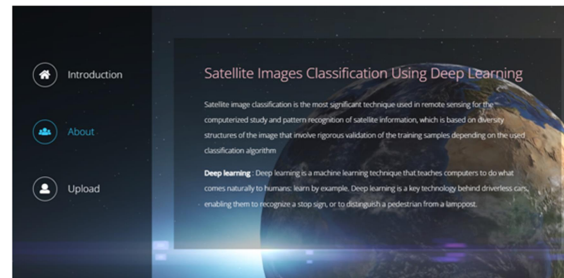 Introduction
About
Upload
Satellite Images Classification Using Deep Learning
Satellite image classification is the most significant technique used in remote sensing for the
computerized study and pattern recognition of satellite information, which is based on diversity
structures of the image that involve rigorous validation of the training samples depending on the used
classification algorithm
Deep learning : Deep learning is a machine learning technique that teaches computers to do what
comes naturally to humans: learn by example. Deep learning is a key technology behind driverless cars,
enabling them to recognize a stop sign, or to distinguish a pedestrian from a lamppost.